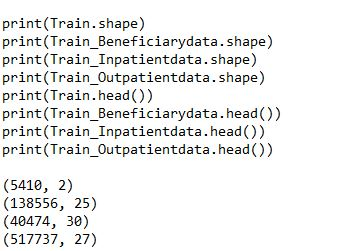 print(Train.shape)
print(Train_Beneficiarydata.shape)
print(Train_Inpatientdata.shape)
print(Train_Outpatientdata.shape)
print(Train.head())
print(Train_Beneficiarydata.head())
print(Train_Inpatientdata.head())
print(Train_Outpatientdata.head())
(5410, 2)
(138556, 25)
(40474, 30)
(517737, 27)